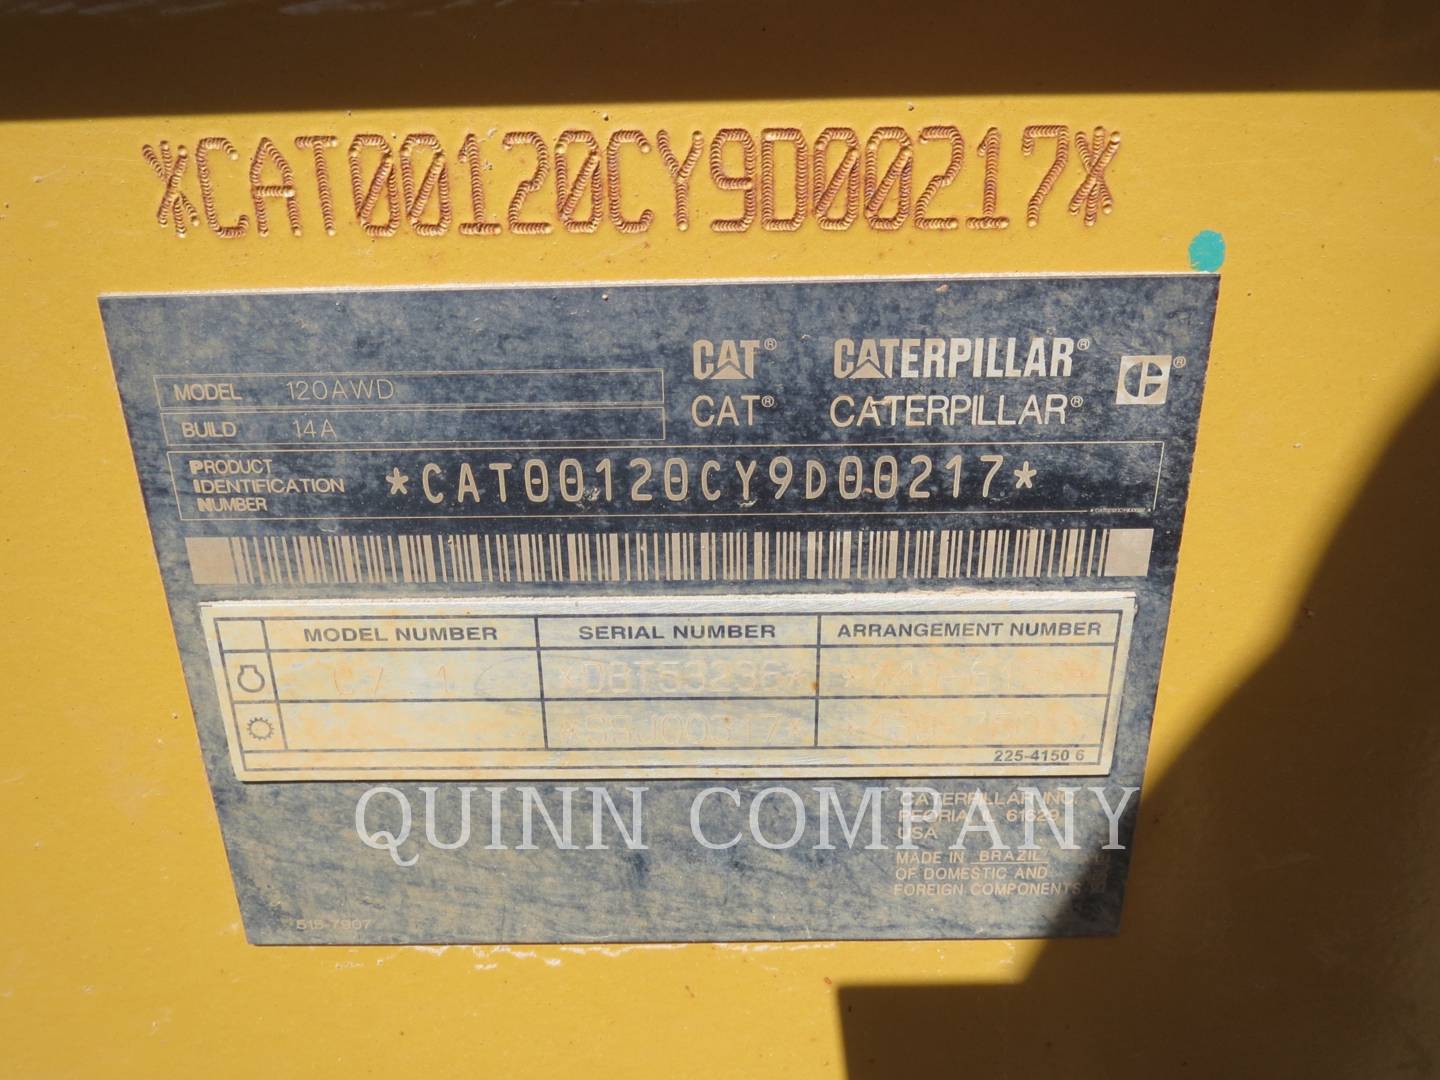 *CAT00120CY9D00217*
CAT® CATERPILLAR® ®
MODEL 120AWD
CAT® CATERPILLAR®
BUILD 14A
PRODUCT
IDENTIFICATION
NUMBER
*CAT00120CY9D00217*
MODEL NUMBER SERIAL NUMBER ARRANGEMENT NUMBER
225-4150 6
QUINN COMPANY
CATERPILLAR INC.
PEORIA IL 61629
USA
MADE IN BRAZIL
OF DOMESTIC AND
FOREIGN COMPONENTS
515-7907